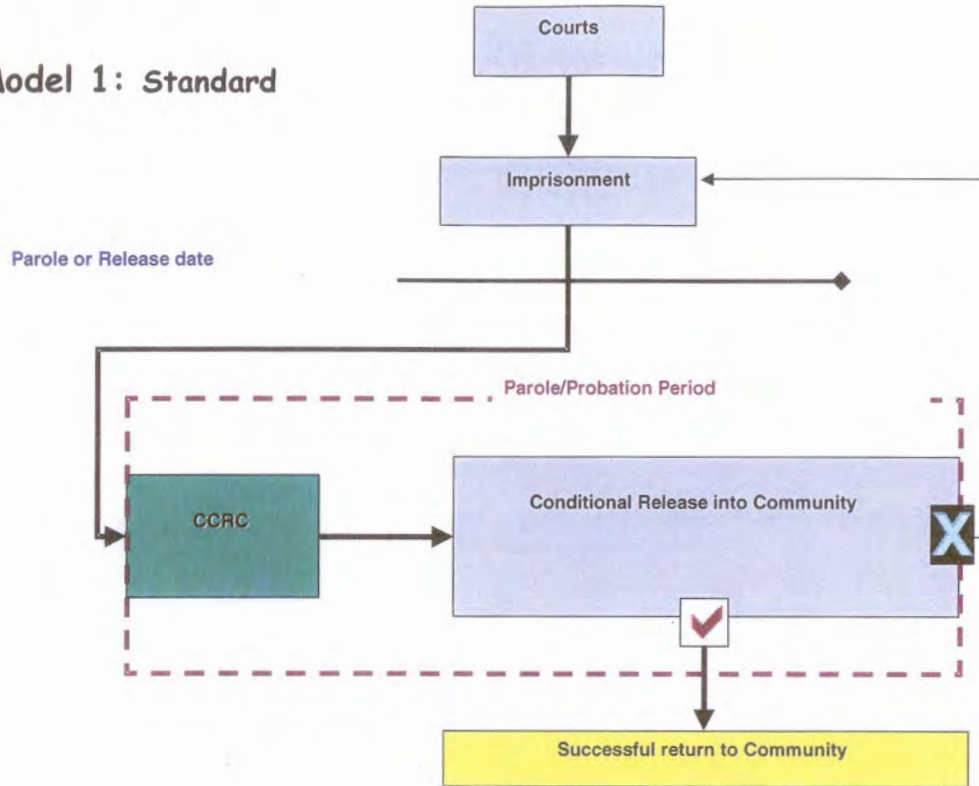 Courts
Model 1: Standard
Imprisonment
Parole or Release date
Parole/Probation Period
CCRC
Conditional Release into Community
X
Successful return to Community